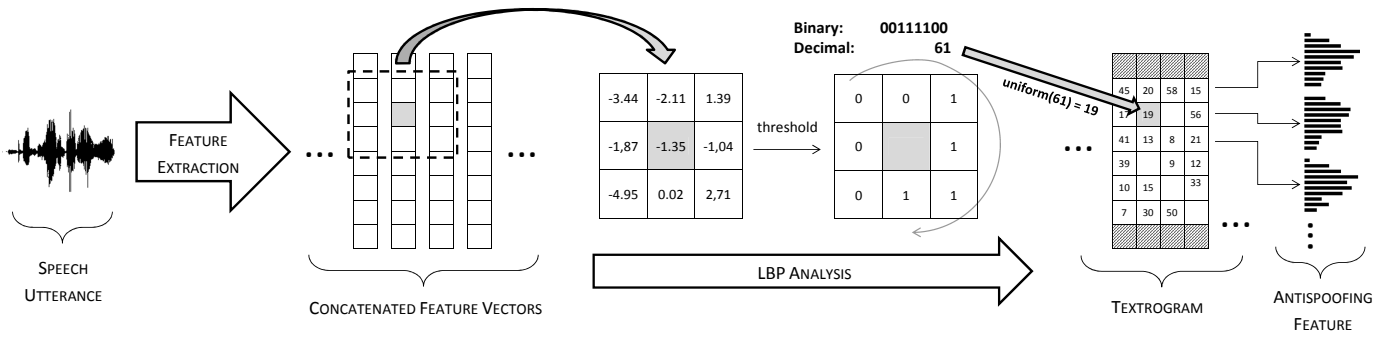 Binary: 00111100
Decimal: 61
FEATURE
EXTRACTION
SPEECH
UTTERANCE
...
...
CONCATENATED FEATURE VECTORS
-3.44 -2.11 1.39
-1,87 -1.35 -1,04
-4.95 0.02 2,71
threshold
0 0 1
0 1
0 1 1
LBP ANALYSIS
uniform(61) = 19
...
45 20 58 15
17 19 56
41 13 8 21
39 9 12
10 15 33
7 30 50
...
TEXTROGRAM
ANTISPOOFING
FEATURE